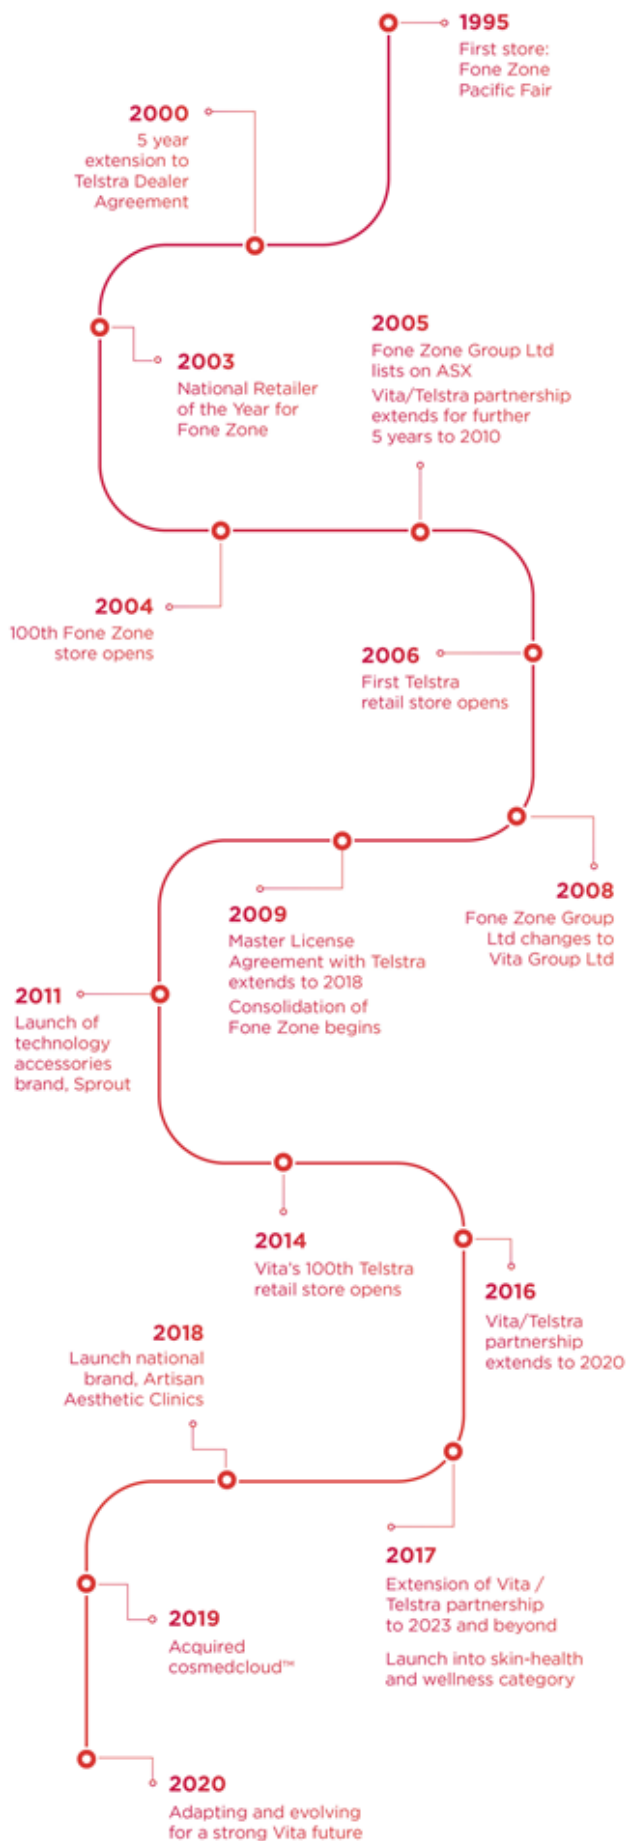 1995
First store:
Fone Zone
Pacific Fair
2000
5 year
extension to
Telstra Dealer
Agreement
2003
National Retailer
of the Year for
Fone Zone
2004
100th Fone Zone
store opens
2005
Fone Zone Group Ltd
lists on ASX
Vita/Telstra partnership
extends for further
5 years to 2010
2006
First Telstra
retail store opens
2008
Fone Zone Group
Ltd changes to
Vita Group Ltd
2009
Master License
Agreement with Telstra
extends to 2018
Consolidation of
Fone Zone begins
2011
Launch of
technology
accessories
brand, Sprout
2014
Vita's 100th Telstra
retail store opens
2016
Vita/Telstra
partnership
extends to 2020
2017
Extension of Vita /
Telstra partnership
to 2023 and beyond
Launch into skin-health
and wellness category
2018
Launch national
brand, Artisan
Aesthetic Clinics
2019
Acquired
cosmedcloud™
2020
Adapting and evolving
for a strong Vita future